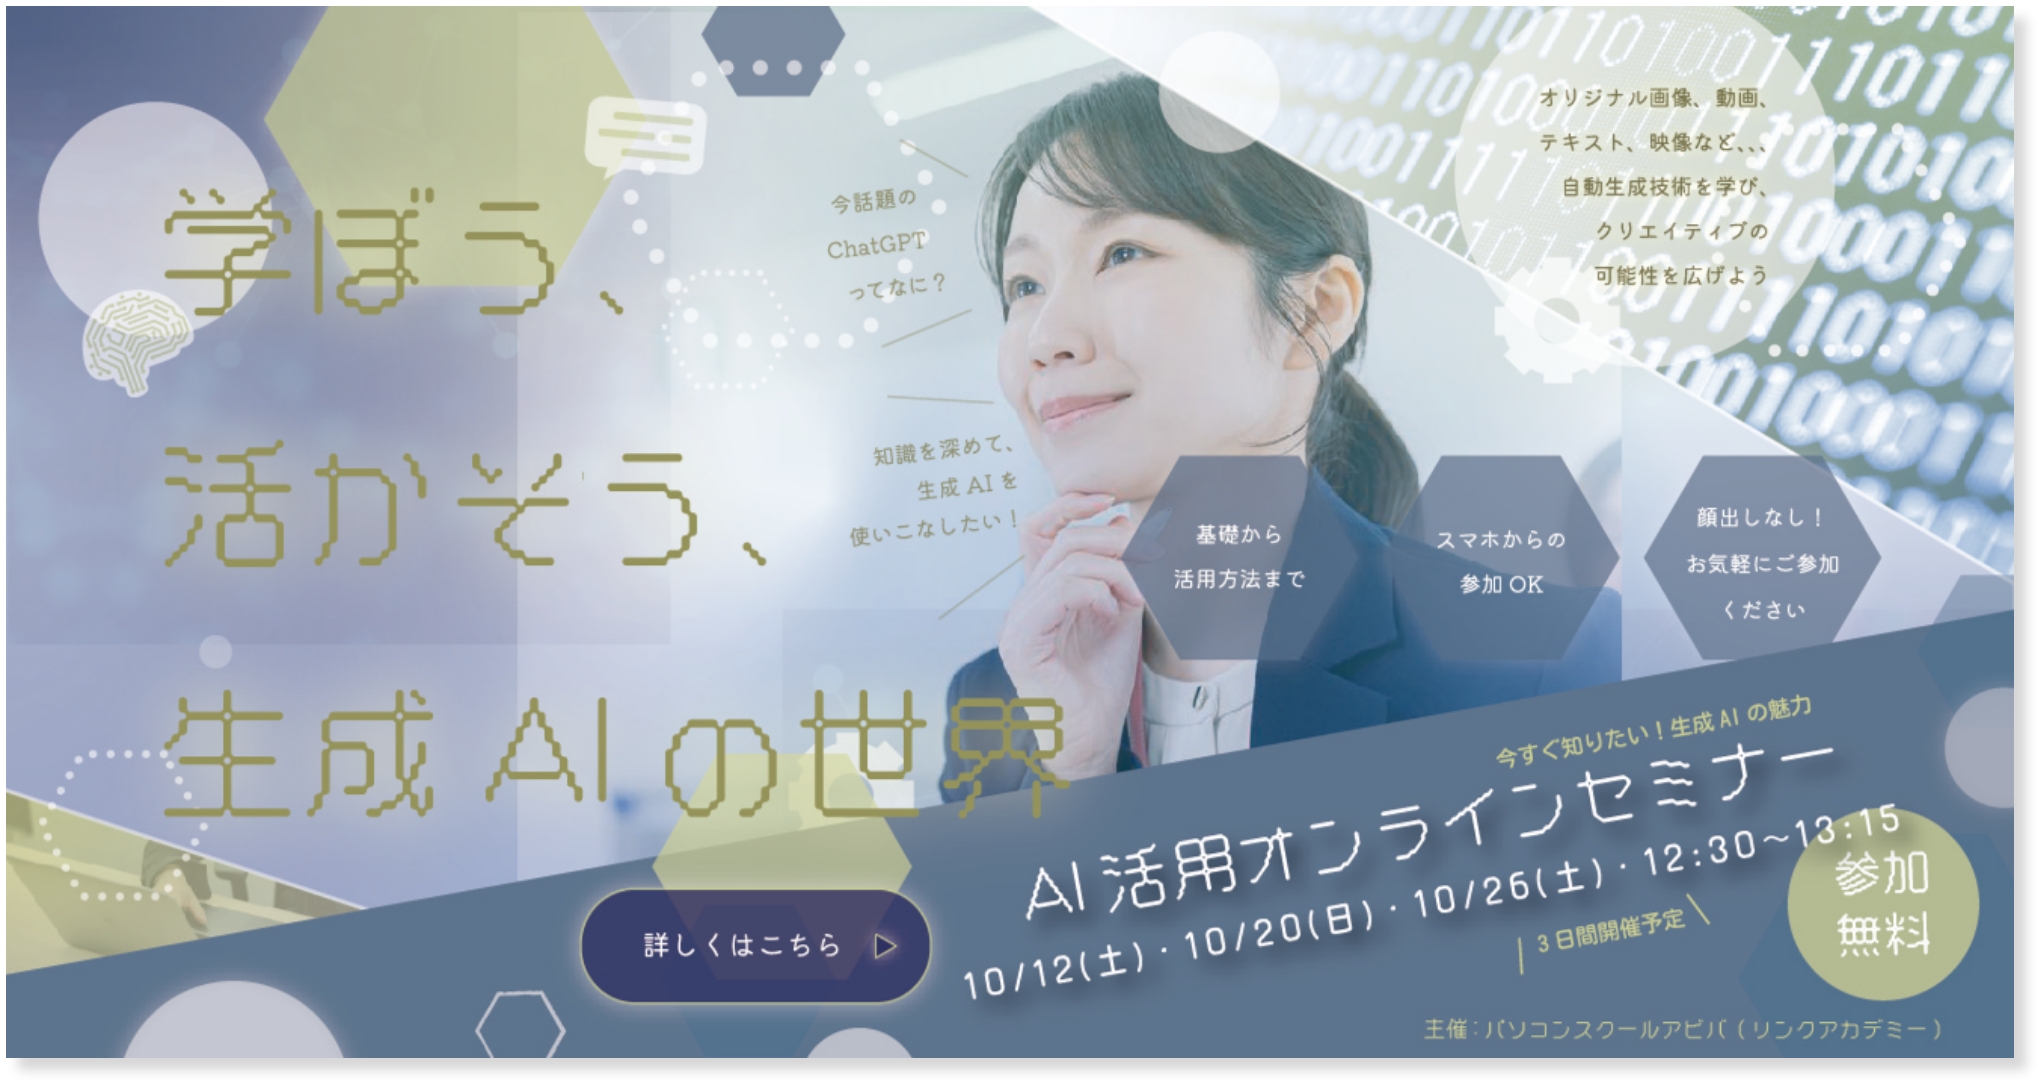 学ぼう、
活かそう、
生成AIの世界
今話題の
ChatGPT
ってなに？
知識を深めて、
生成AIを
使いこなしたい！
オリジナル画像、動画、
テキスト、映像など、、、
自動生成技術を学び、
クリエイティブの
可能性を広げよう
基礎から
活用方法まで
スマホからの
参加OK
顔出しなし！
お気軽にご参加
ください
今すぐ知りたい！生成AIの魅力
AI活用オンラインセミナー
10/12(土)・10/20(日)・10/26(土)・12:30～13:15
3日間開催予定
参加
無料
詳しくはこちら
主催：パソコンスクールアビバ（リンクアカデミー）